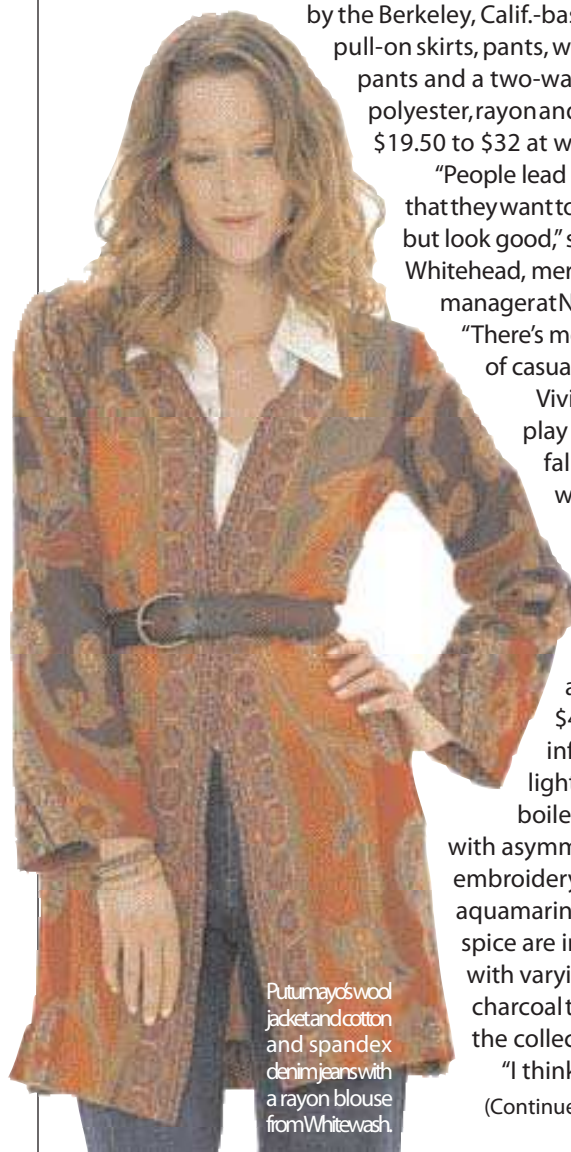 by the Berkeley, Calif.-bas
pull-on skirts, pants, w
pants and a two-wa
polyester, rayon and
$19.50 to $32 at w
“People lead
that they want to
but look good,” s
Whitehead, mer
manager at N
“There’s mo
of casua
Vivi
play
fal
w
a
$4
inf
light
boile
with asymm
embroidery
aquamarin
spice are in
with varyi
charcoal t
the collec
“I think
(Continue
Putumayo’s wool
jacket and cotton
and spandex
denim jeans with
a rayon blouse
from Whitewash.